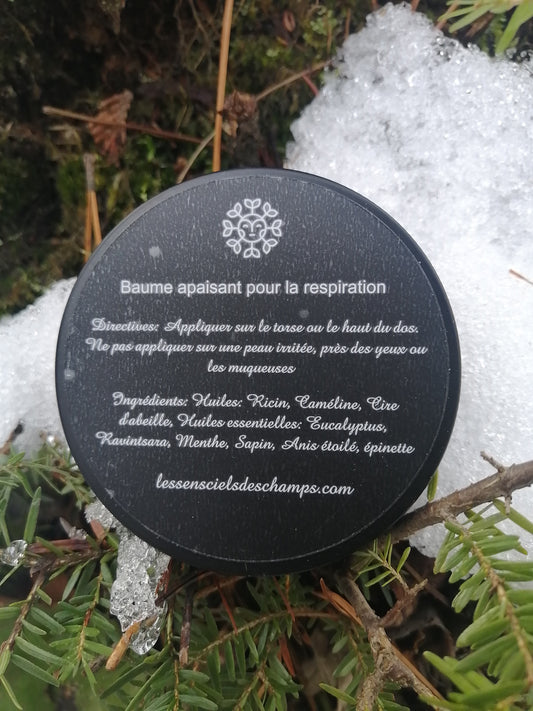 Baume apaisant pour la respiration
Directives: Appliquer sur le torse ou le haut du dos.
Ne pas appliquer sur une peau irritée, près des yeux ou
les muqueuses
Ingrédients: Huiles: Ricin, Caméline, Cire
d'abeille, Huiles essentielles: Eucalyptus,
Ravintsara, Menthe, Sapin, Anis étoilé, épinette
lessenscielsdeschamps.com